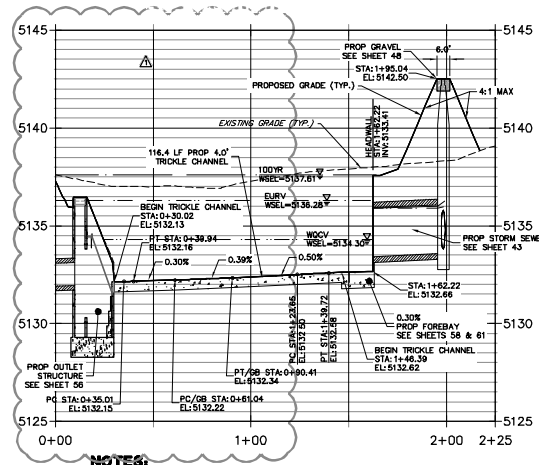 5145
5140
5135
5130
5125
5145
5140
5135
5130
5125
1
PROP GRAVEL
SEE SHEET 48
6.0'
STA:1+95.04
EL:5142.50
PROPOSED GRADE (TYP.)
4:1 MAX
EXISTING GRADE (TYP.)
HEADWALL
STA:1+62.22
INV:5133.41
116.4 LF PROP 4.0'
TRICKLE CHANNEL
100YR
WSEL=5137.61
EURV
WSEL=5136.28
WQCV
WSEL=5134.30
BEGIN TRICKLE CHANNEL
STA:0+30.02
EL:5132.13
PT STA:0+39.94
EL:5132.16
0.30%
0.39%
0.50%
PROP STORM SEWE
SEE SHEET 43
STA:1+62.22
EL:5132.66
0.30%
PROP FOREBAY
SEE SHEETS 58 & 61
BEGIN TRICKLE CHANNEL
STA:1+46.39
EL:5132.62
PC STA:1+23.66
EL:5132.50
PT STA:1+39.72
EL:5132.58
PT/GB STA:0+90.41
EL:5132.34
PC/GB STA:0+61.04
EL:5132.22
PROP OUTLET
STRUCTURE
SEE SHEET 56
PC STA:0+35.01
EL:5132.15
0+00
1+00
2+00
2+25
NOTES: